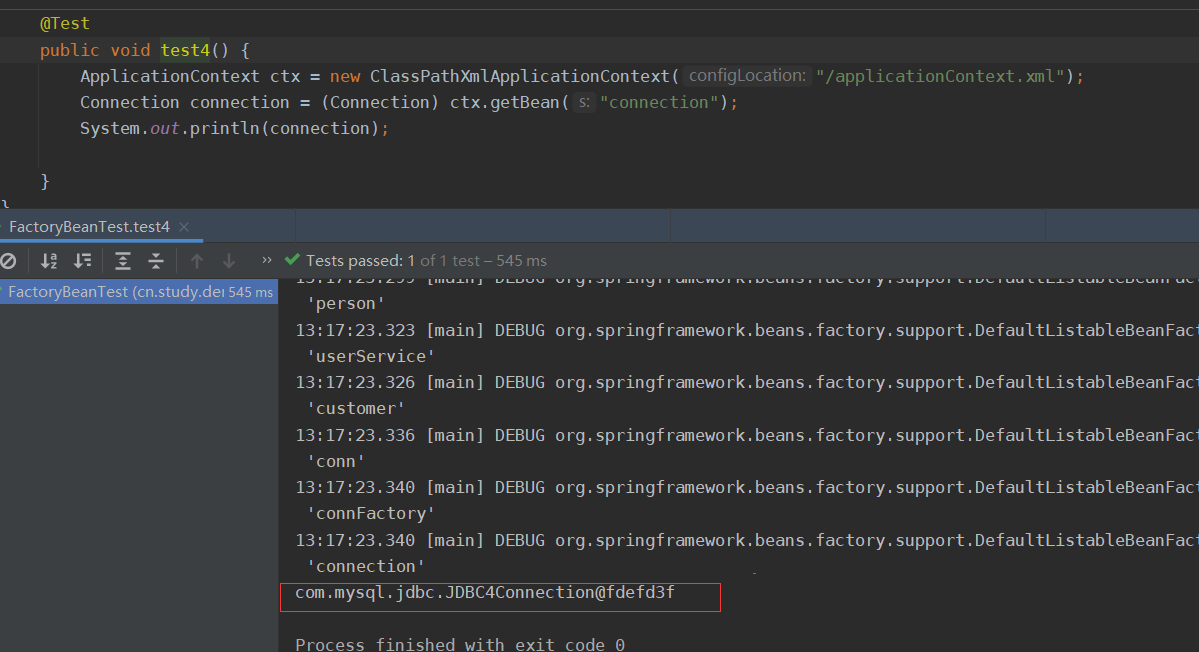 @Test
public void test4() {
ApplicationContext ctx = new ClassPathXmlApplicationContext( configLocation: "/applicationContext.xml");
Connection connection = (Connection) ctx.getBean( s: "connection");
System.out.println(connection);
}
}
FactoryBeanTest.test4 ×
» Tests passed: 1 of 1 test – 545 ms
FactoryBeanTest (cn.study.der 545 ms
13:17:23.299 [main] DEBUG org.springframework.beans.factory.support.DefaultListableBeanFact
'person'
13:17:23.323 [main] DEBUG org.springframework.beans.factory.support.DefaultListableBeanFact
'userService'
13:17:23.326 [main] DEBUG org.springframework.beans.factory.support.DefaultListableBeanFact
'customer'
13:17:23.336 [main] DEBUG org.springframework.beans.factory.support.DefaultListableBeanFact
'conn'
13:17:23.340 [main] DEBUG org.springframework.beans.factory.support.DefaultListableBeanFact
'connFactory'
13:17:23.340 [main] DEBUG org.springframework.beans.factory.support.DefaultListableBeanFact
'connection'
com.mysql.jdbc.JDBC4Connection@fdefd3f
Process finished with exit code 0